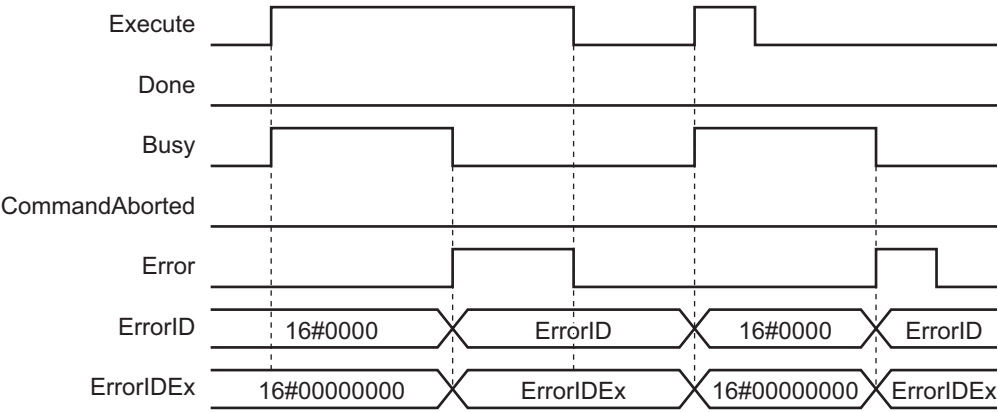 Execute
Done
Busy
CommandAborted
Error
ErrorID 16#0000 ErrorID 16#0000 ErrorID
ErrorIDEx 16#00000000 ErrorIDEx 16#00000000 ErrorIDEx